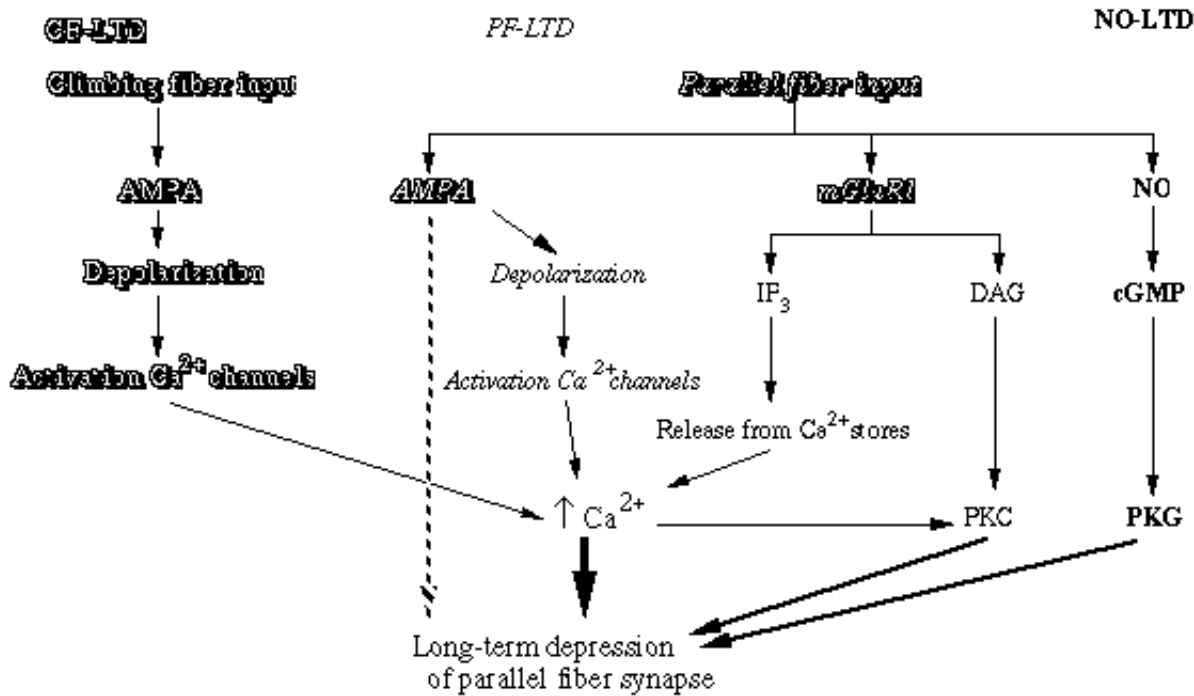 CF-LTD
PF-LTD
NO-LTD
Climbing fiber input
Parallel fiber input
AMPA
AMPA
mGluR1
NO
Depolarization
Depolarization
IP₃
DAG
cGMP
Activation Ca²⁺ channels
Activation Ca²⁺ channels
Release from Ca²⁺ stores
↑ Ca²⁺
PKC
PKG
Long-term depression
of parallel fiber synapse